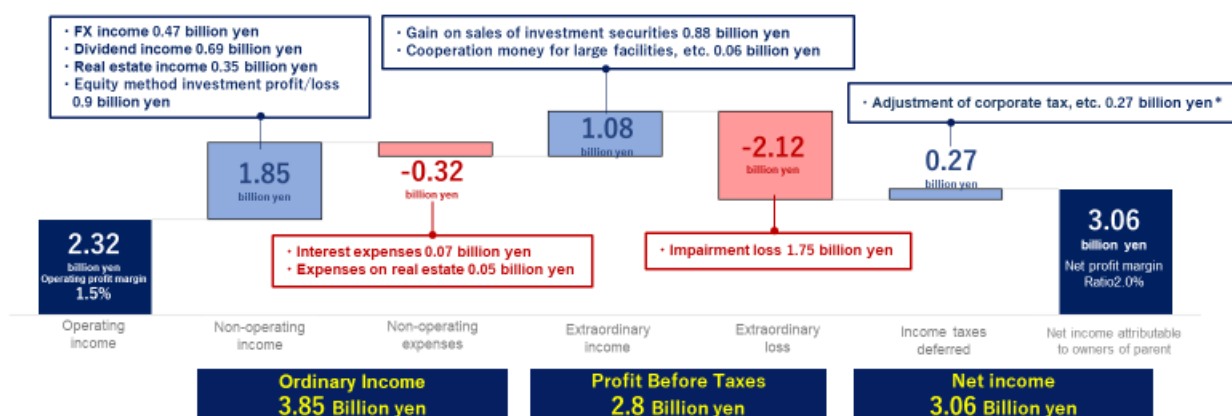 ・FX income 0.47 billion yen
・Dividend income 0.69 billion yen
・Real estate income 0.35 billion yen
・Equity method investment profit/loss
0.9 billion yen
・Gain on sales of investment securities 0.88 billion yen
・Cooperation money for large facilities, etc. 0.06 billion yen
・Adjustment of corporate tax, etc. 0.27 billion yen*
1.85
billion yen
-0.32
billion yen
1.08
billion yen
-2.12
billion yen
0.27
billion yen
2.32
billion yen
Operating profit margin
1.5%
・Interest expenses 0.07 billion yen
・Expenses on real estate 0.05 billion yen
・Impairment loss 1.75 billion yen
3.06
billion yen
Net profit margin
Ratio2.0%
Operating
income
Non-operating
income
Non-operating
expenses
Extraordinary
income
Extraordinary
loss
Income taxes
deferred
Net income attributable
to owners of parent
Ordinary Income
3.85 Billion yen
Profit Before Taxes
2.8 Billion yen
Net income
3.06 Billion yen